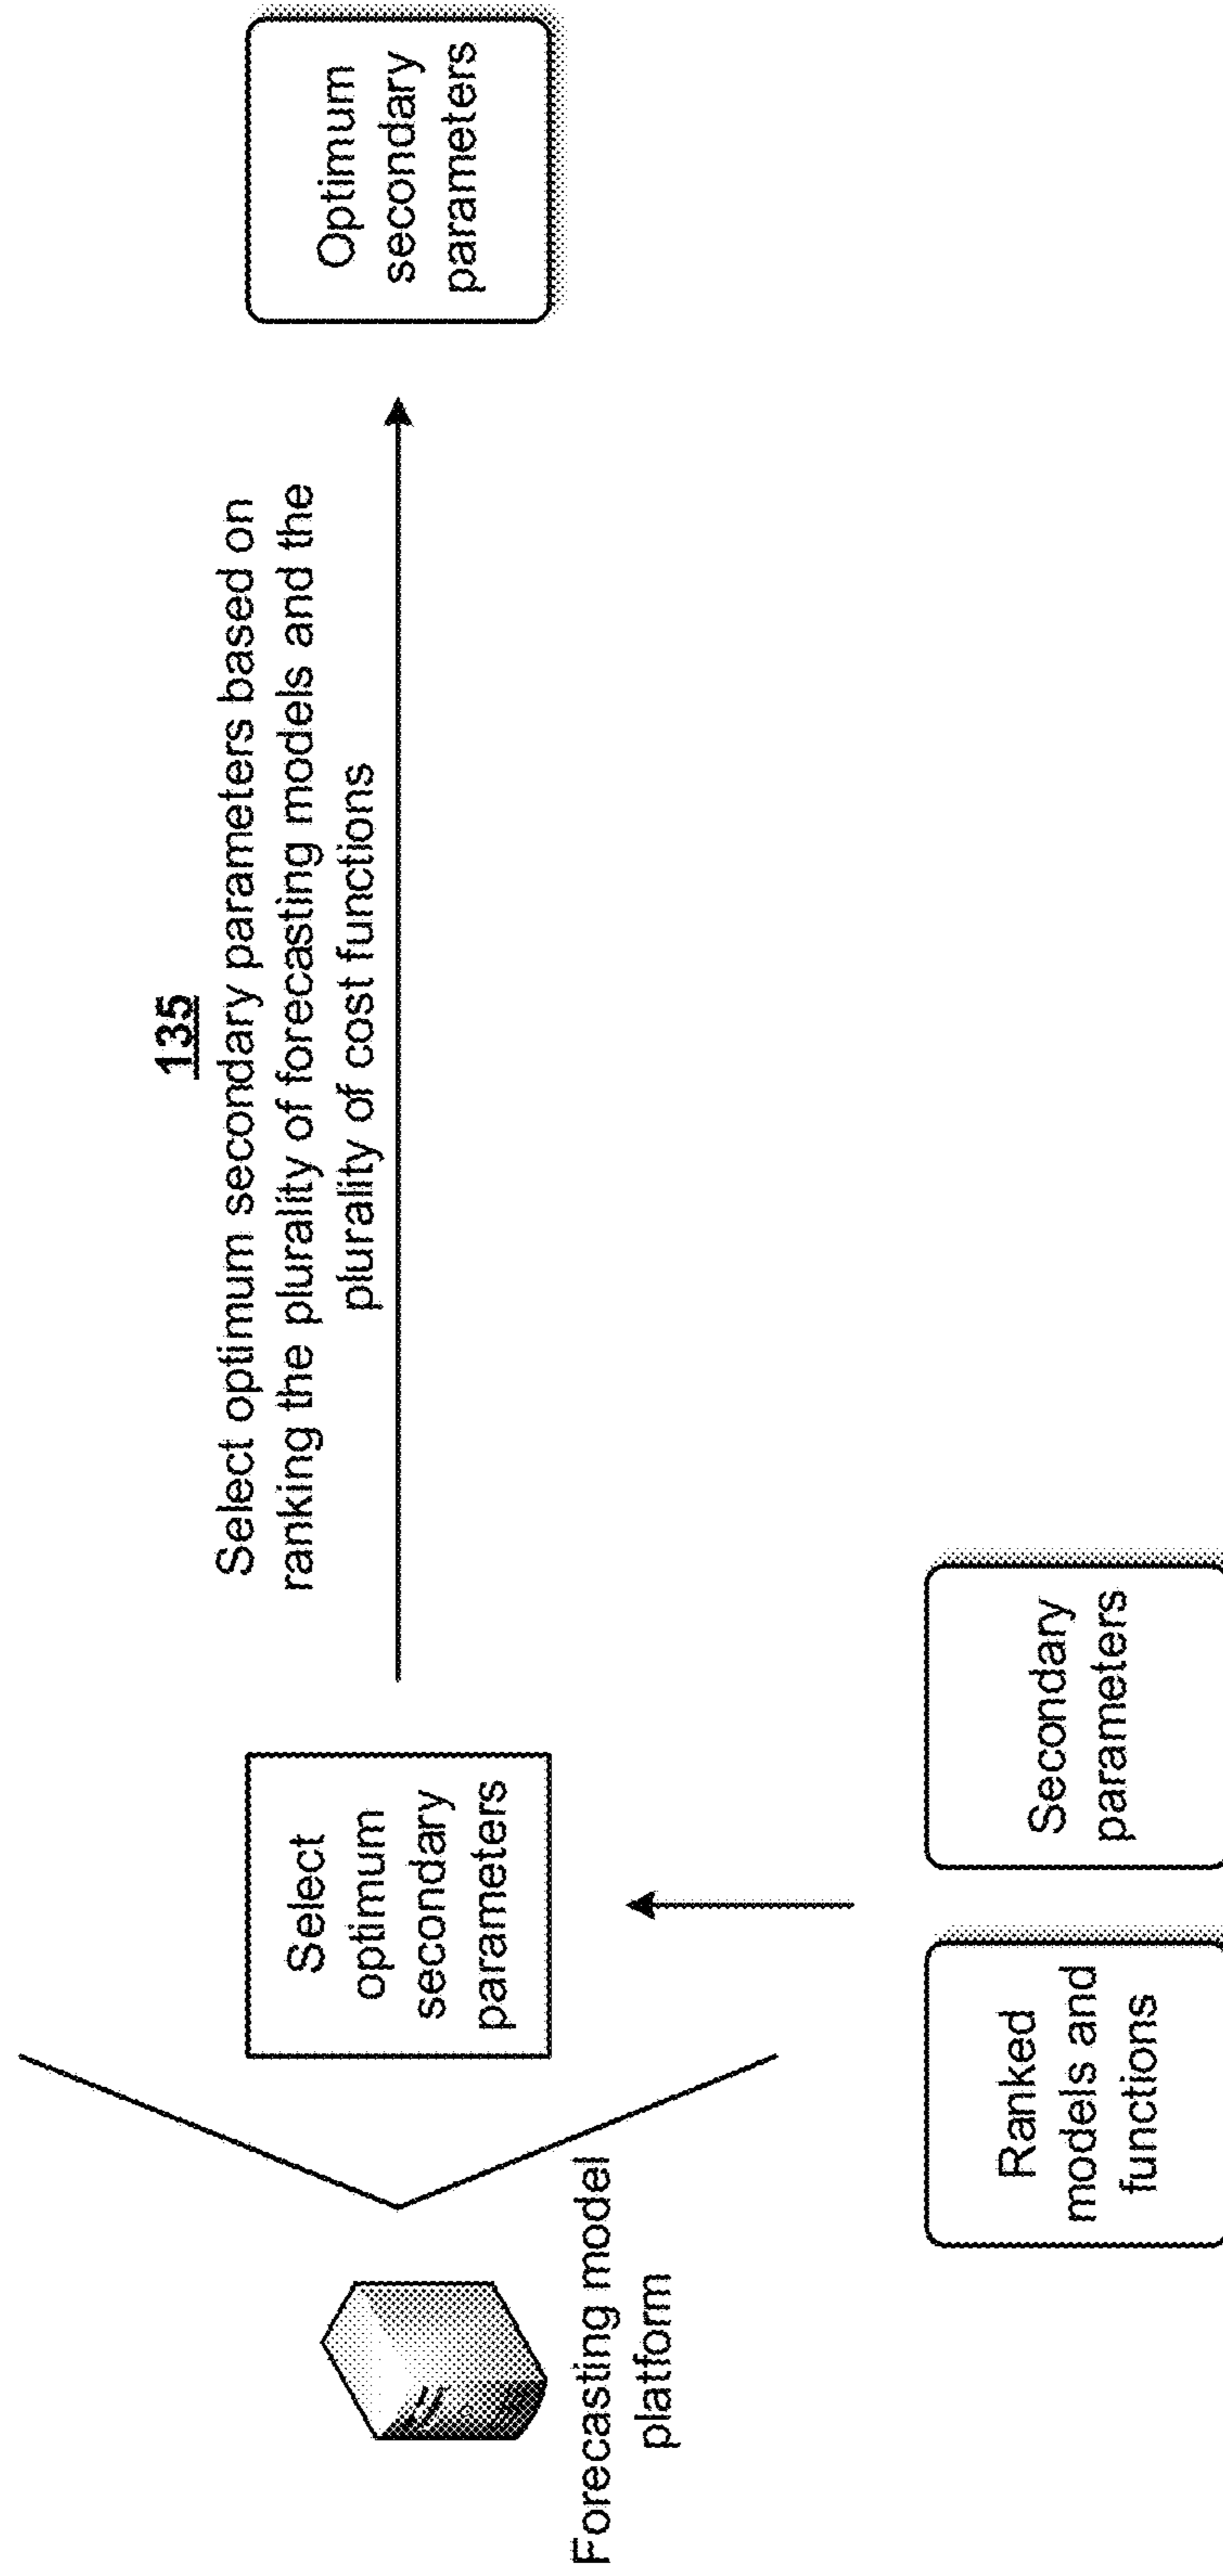 135
Select optimum secondary parameters based on
ranking the plurality of forecasting models and the
plurality of cost functions
Forecasting model
platform
Select
optimum
secondary
parameters
Optimum
secondary
parameters
Ranked
models and
functions
Secondary
parameters